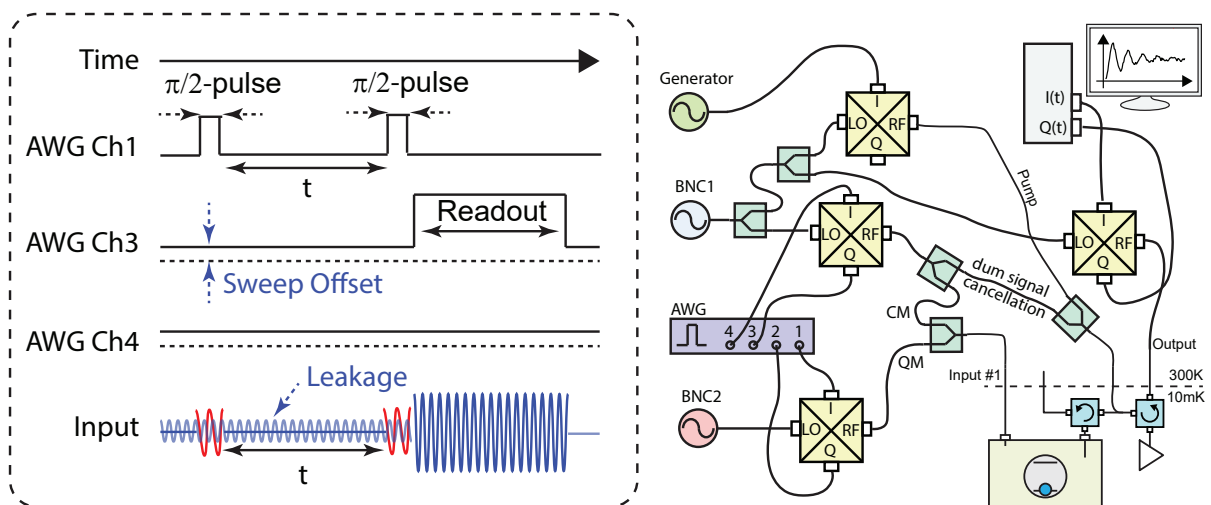 Time
π/2-pulse
π/2-pulse
AWG Ch1
t
Readout
AWG Ch3
Sweep Offset
AWG Ch4
Leakage
Input
t
Generator
I
LO
RF
Q
Pump
I(t)
Q(t)
BNC1
I
LO
RF
Q
I
LO
RF
Q
dum signal
cancellation
AWG
4 3 2 1
CM
QM
Output
Input #1
300K
10mK
BNC2
I
LO
RF
Q